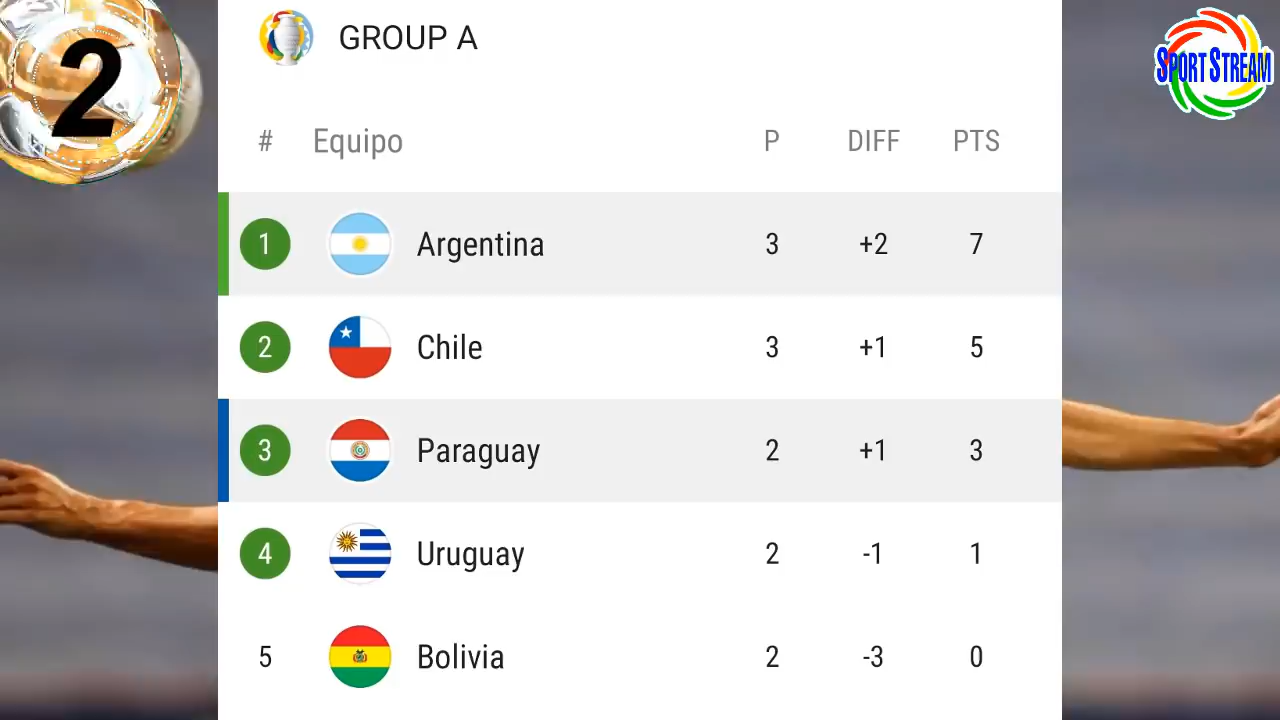 2
GROUP A
SPORT STREAM
# Equipo P DIFF PTS
1 Argentina 3 +2 7
2 Chile 3 +1 5
3 Paraguay 2 +1 3
4 Uruguay 2 -1 1
5 Bolivia 2 -3 0